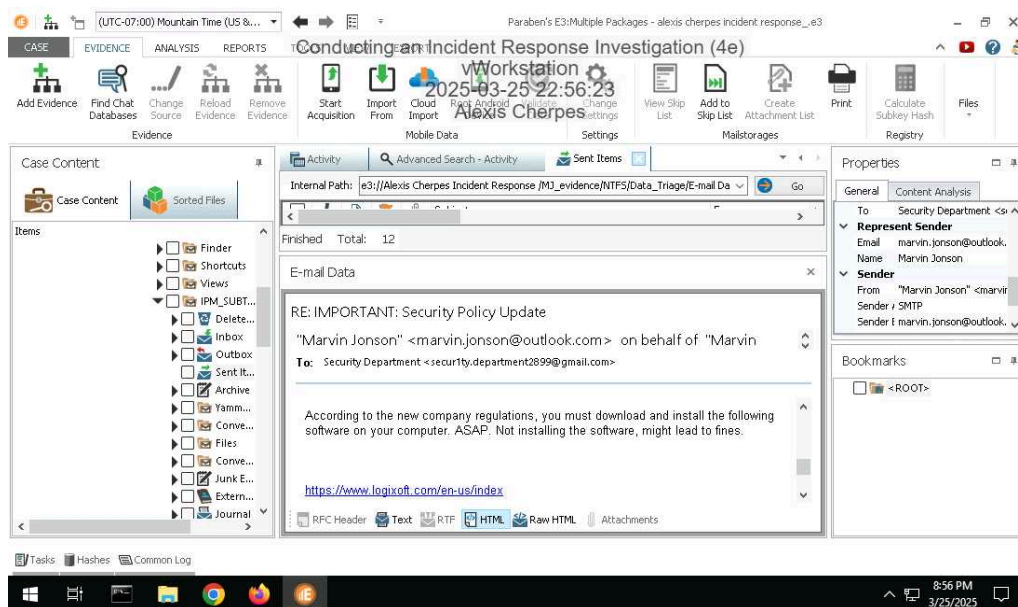 (UTC-07:00) Mountain Time (US &...
Paraben's E3:Multiple Packages - alexis cherpes incident response_.e3
CASE EVIDENCE ANALYSIS REPORTS
Conducting an Incident Response Investigation (4e)
vWorkstation
2025-03-25 22:56:23
Alexis Cherpes
Add Evidence
Find Chat Databases
Change Source
Reload Evidence
Remove Evidence
Start Acquisition
Import From
Cloud Import
View Skip List
Add to Skip List
Create Attachment List
Print
Calculate Subkey Hash
Files
Evidence
Mobile Data
Settings
Mailstorages
Registry
Case Content
Case Content
Sorted Files
Items
Finder
Shortcuts
Views
IPM_SUBT...
Delete...
Inbox
Outbox
Sent It...
Archive
Yamm...
Conve...
Files
Conve...
Junk E...
Extern...
Journal
Activity
Advanced Search - Activity
Sent Items
Internal Path: e3://Alexis Cherpes Incident Response /MJ_evidence/NTFS/Data_Triage/E-mail Da
Go
Finished Total: 12
E-mail Data
RE: IMPORTANT: Security Policy Update
"Marvin Jonson" <marvin.jonson@outlook.com> on behalf of "Marvin
To: Security Department <secur1ty.department2899@gmail.com>
According to the new company regulations, you must download and install the following
software on your computer. ASAP. Not installing the software, might lead to fines.
https://www.logixoft.com/en-us/index
RFC Header Text RTF HTML Raw HTML Attachments
Properties
General Content Analysis
To Security Department <se
Represent Sender
Email marvin.jonson@outlook.
Name Marvin Jonson
Sender
From "Marvin Jonson" <marvir
Sender SMTP
Sender E marvin.jonson@outlook.
Bookmarks
<ROOT>
Tasks Hashes Common Log
8:56 PM
3/25/2025